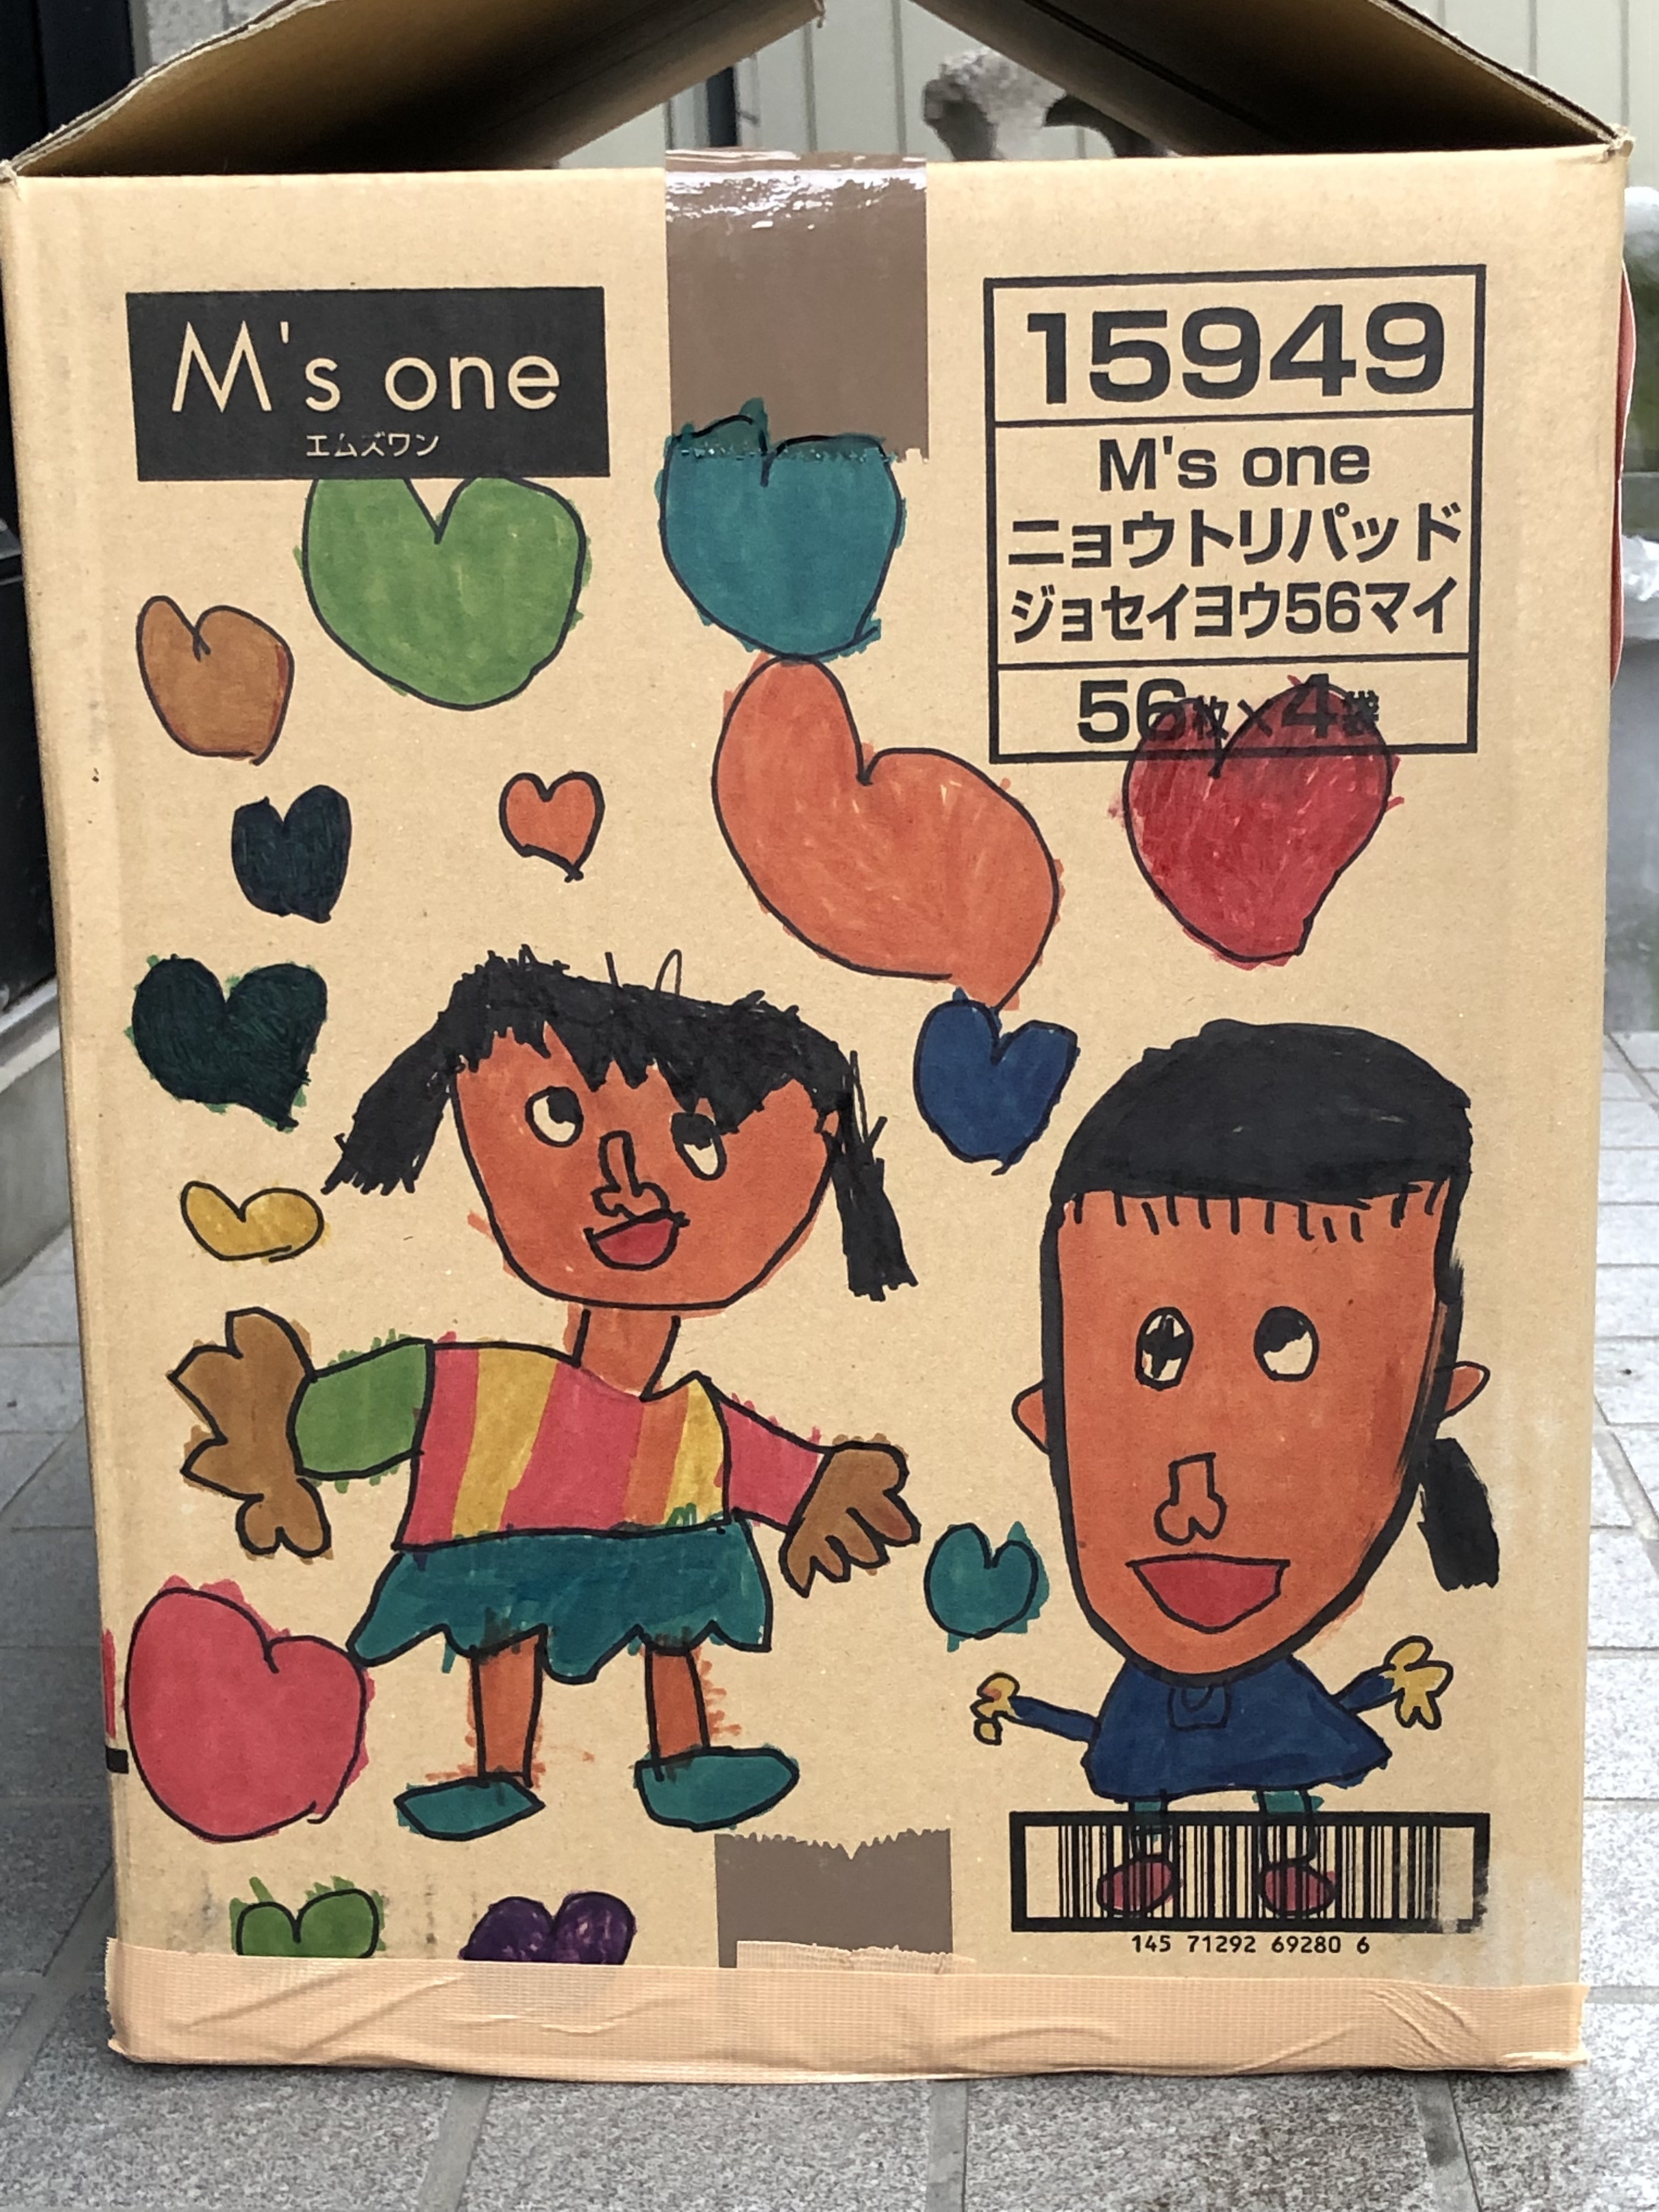 M's one
エムズワン
15949
M's one
ニョウトリパッド
ジョセイヨウ56マイ
56枚×4袋
145 71292 69280 6